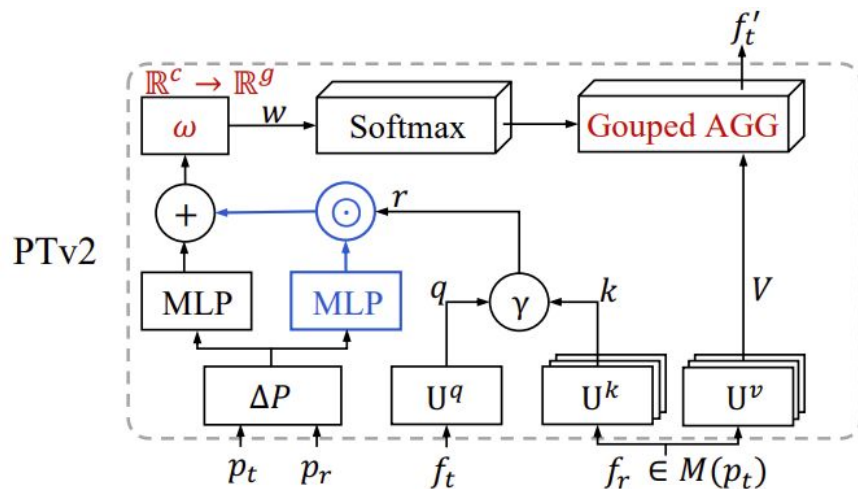 f_t'
ℝ^c → ℝ^g
ω
w
Softmax
Gouped AGG
+
⊙
r
PTv2
MLP
MLP
q
γ
k
V
ΔP
U^q
U^k
U^v
p_t
p_r
f_t
f_r ∈ M(p_t)